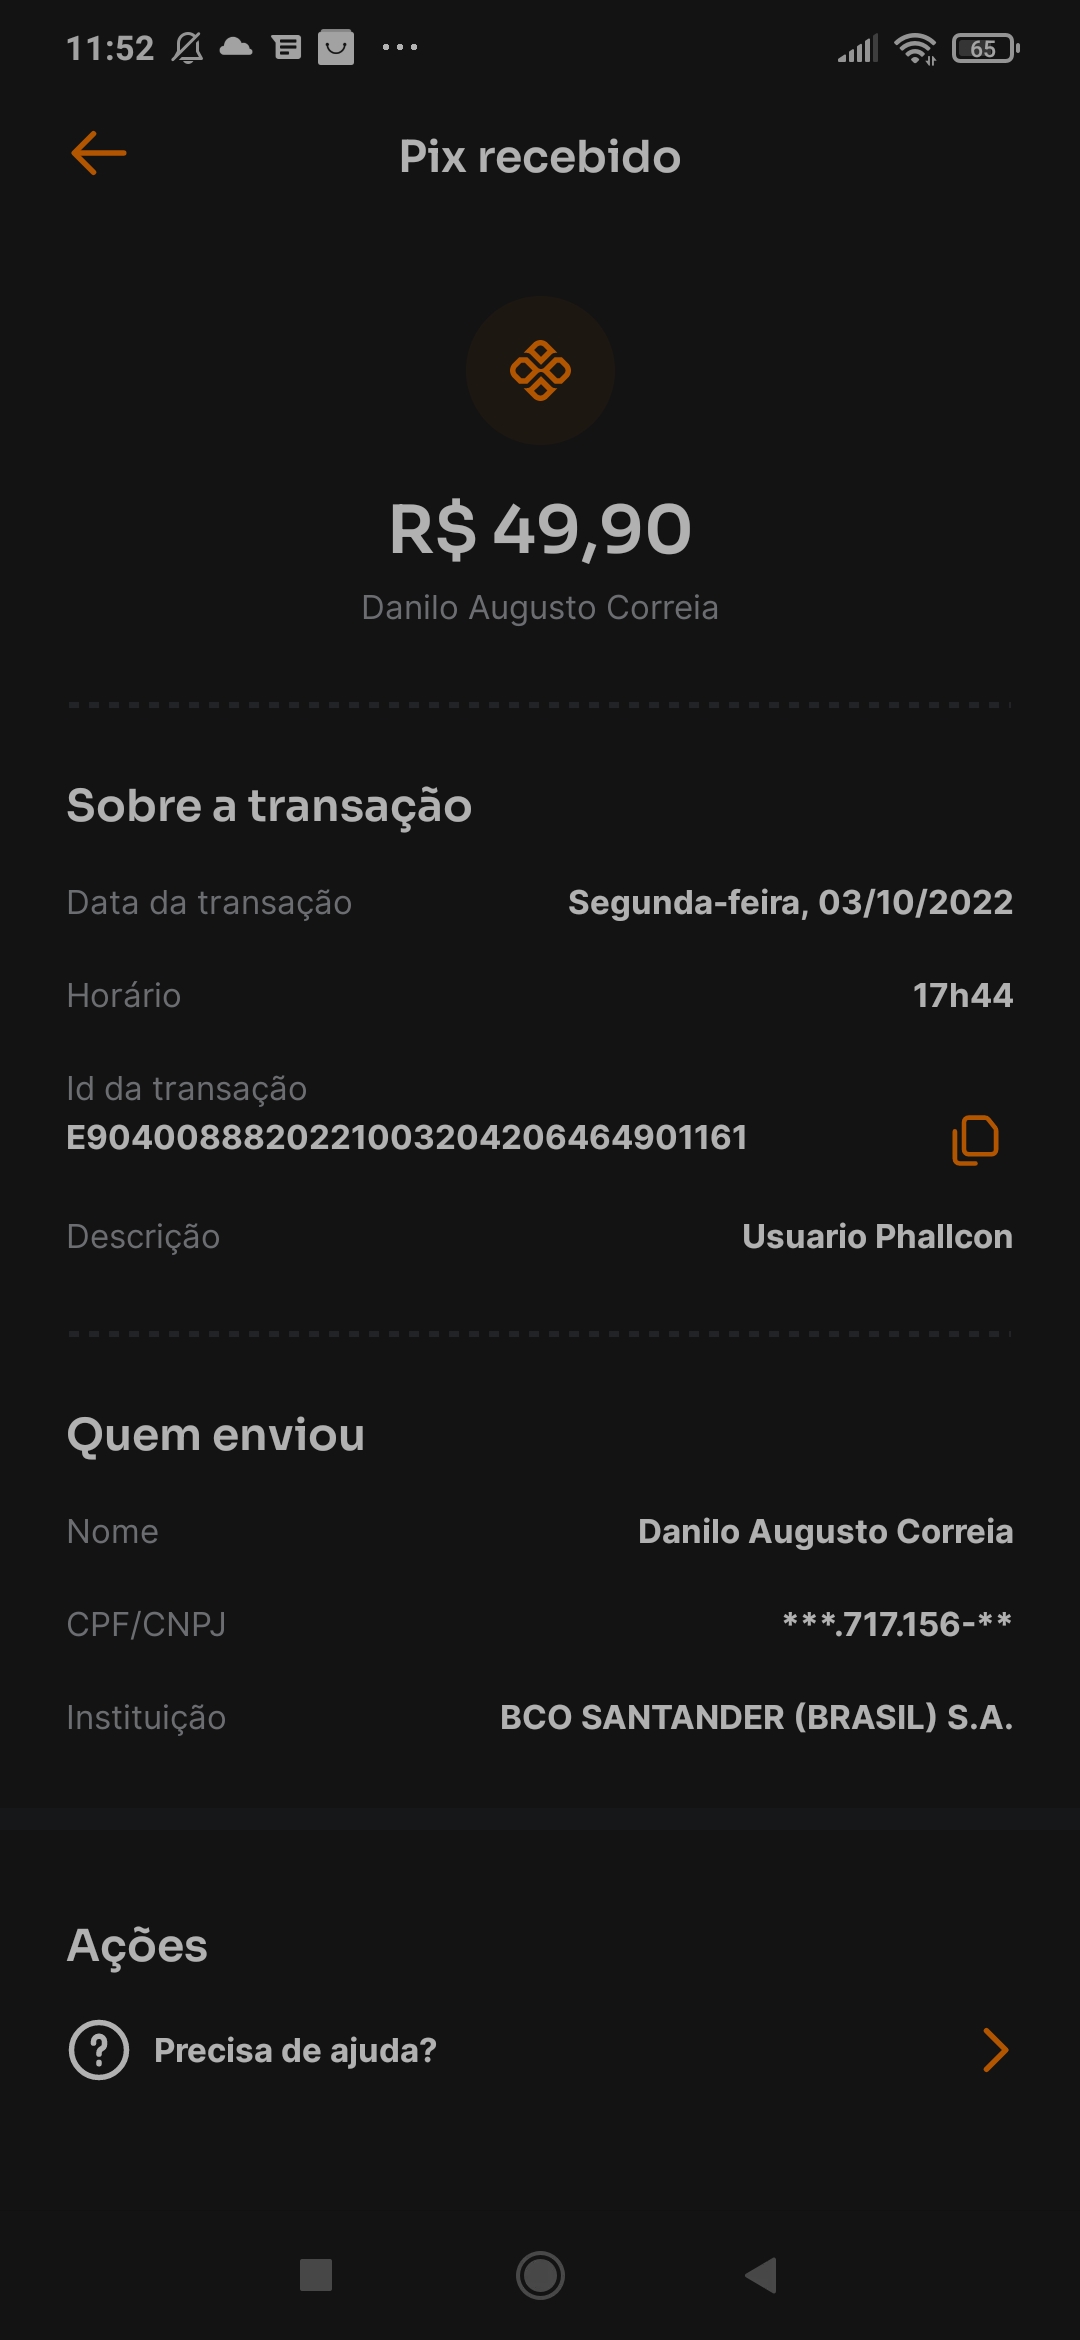 11:52
65
Pix recebido
R$ 49,90
Danilo Augusto Correia
Sobre a transação
Data da transação Segunda-feira, 03/10/2022
Horário 17h44
Id da transação
E90400888202210032042064649011​61
Descrição Usuario Phallcon
Quem enviou
Nome Danilo Augusto Correia
CPF/CNPJ ***.717.156-**
Instituição BCO SANTANDER (BRASIL) S.A.
Ações
Precisa de ajuda?